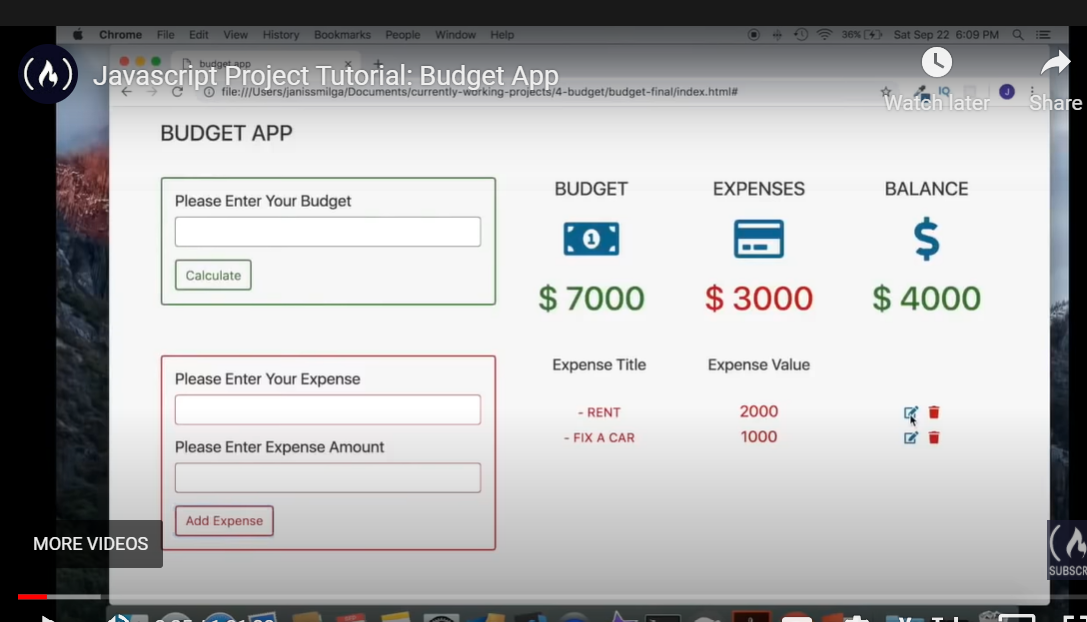 Chrome File Edit View History Bookmarks People Window Help 36% Sat Sep 22 6:09 PM
budget app
Javascript Project Tutorial: Budget App
Watch later Share
file:///Users/janissmilga/Documents/currently-working-projects/4-budget/budget-final/index.html#
IQ J
BUDGET APP
Please Enter Your Budget
Calculate
BUDGET EXPENSES BALANCE
1 $
$ 7000 $ 3000 $ 4000
Please Enter Your Expense
Please Enter Expense Amount
Add Expense
Expense Title Expense Value
- RENT 2000
- FIX A CAR 1000
MORE VIDEOS
SUBSCR